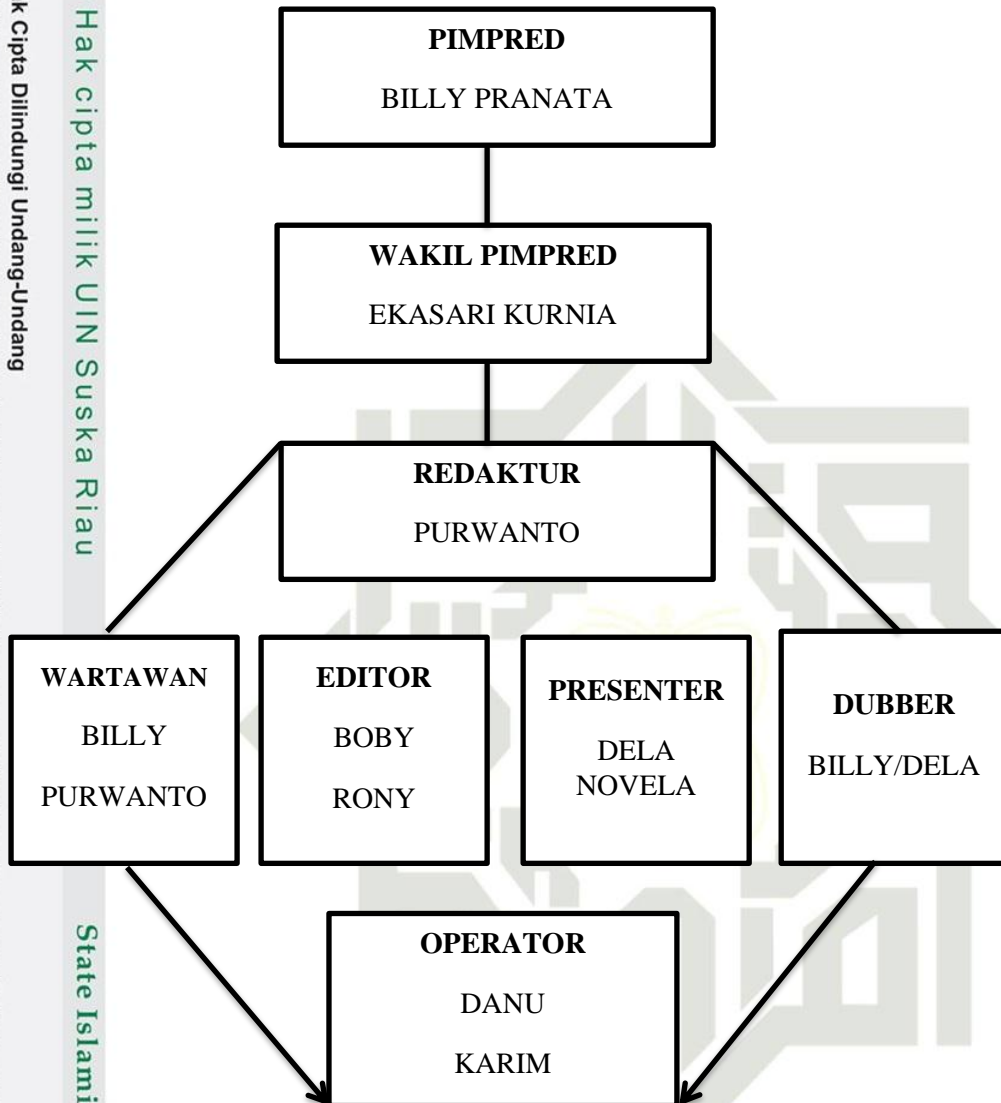 k Cipta Dilindungi Undang-Undang
Hak cipta milik UIN Suska Riau
State Islami
PIMPRED
BILLY PRANATA
WAKIL PIMPRED
EKASARI KURNIA
REDAKTUR
PURWANTO
WARTAWAN
BILLY
PURWANTO
EDITOR
BOBY
RONY
PRESENTER
DELA
NOVELA
DUBBER
BILLY/DELA
OPERATOR
DANU
KARIM